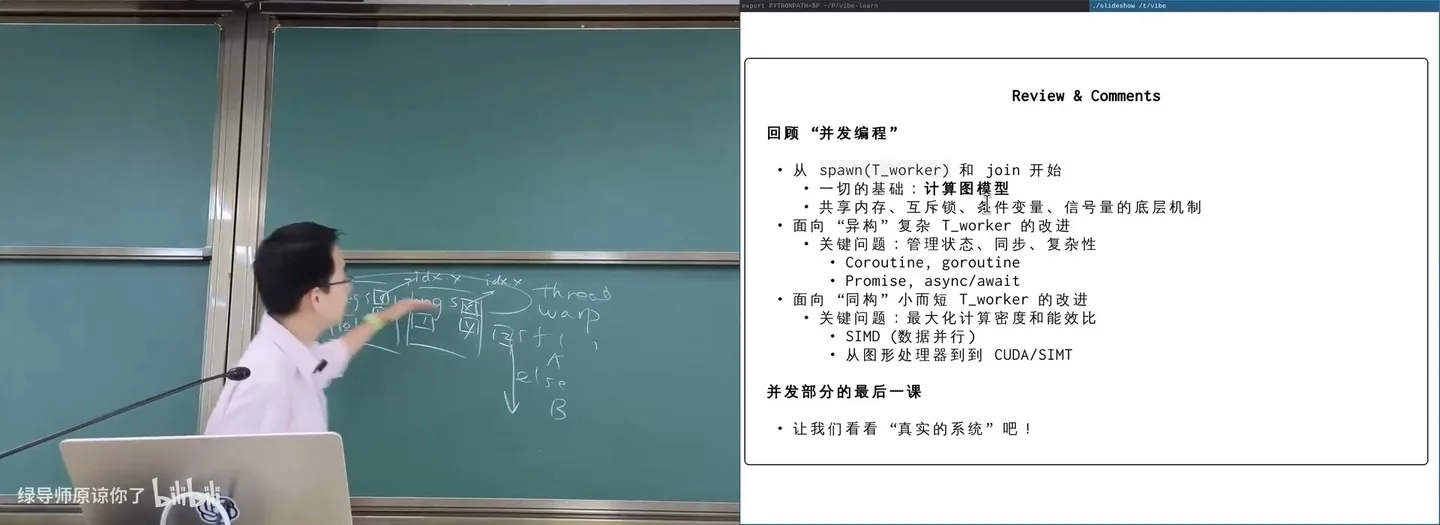 export PYTHONPATH=$P ~/P/vibe-learn
./slideshow /t/vibe
Review & Comments
回顾 “并发编程”
• 从 spawn(T_worker) 和 join 开始
• 一切的基础：计算图模型
• 共享内存、互斥锁、条件变量、信号量的底层机制
• 面向 “异构” 复杂 T_worker 的改进
• 关键问题：管理状态、同步、复杂性
• Coroutine, goroutine
• Promise, async/await
• 面向 “同构” 小而短 T_worker 的改进
• 关键问题：最大化计算密度和能效比
• SIMD (数据并行)
• 从图形处理器到到 CUDA/SIMT
并发部分的最后一课
• 让我们看看 “真实的系统” 吧！
idx.x
idx.x
thread
warp
if
A
else
B
绿导师原谅你了 bilibili